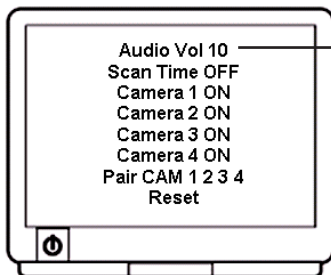 Audio Vol 10
Scan Time OFF
Camera 1 ON
Camera 2 ON
Camera 3 ON
Camera 4 ON
Pair CAM 1 2 3 4
Reset